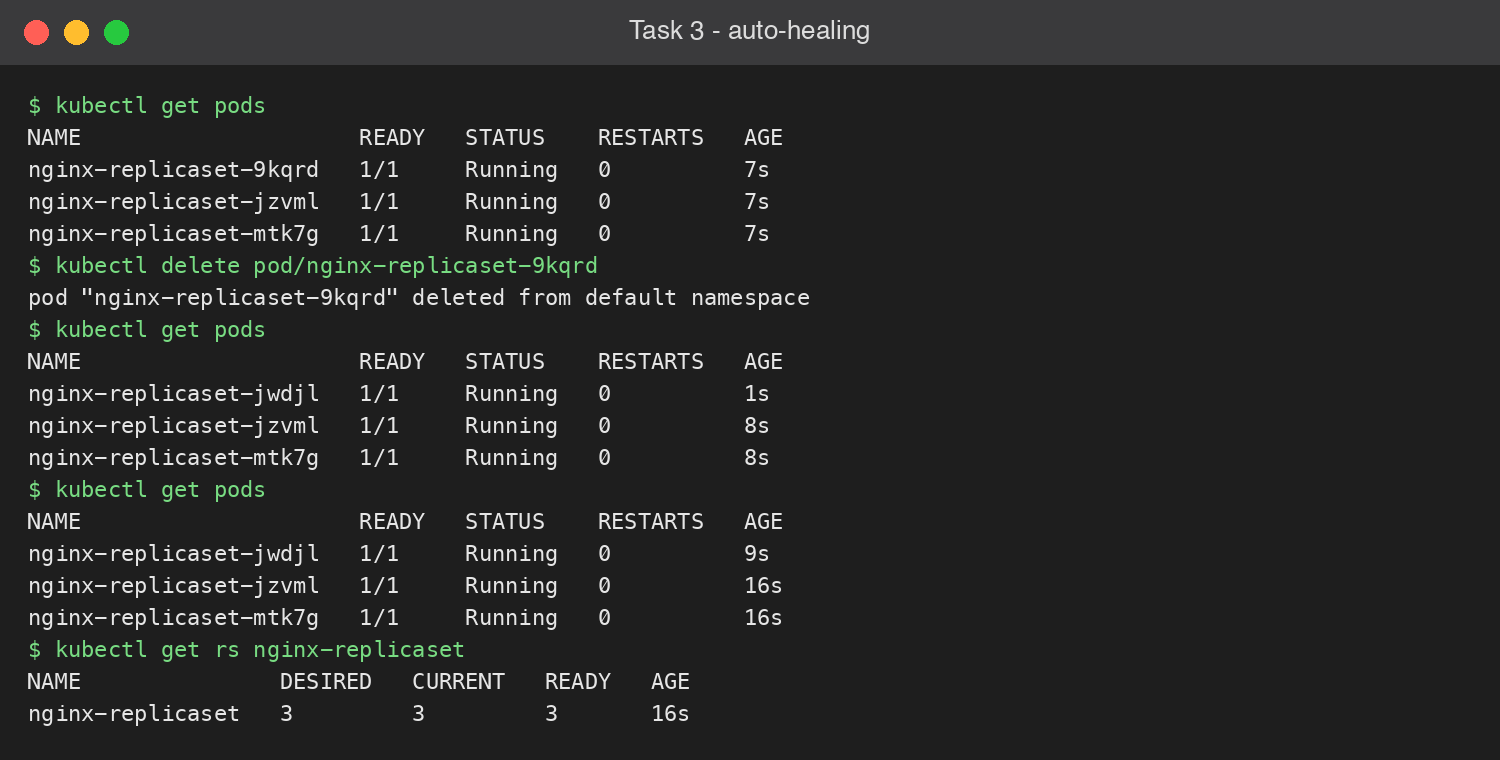 Task 3 - auto-healing
$ kubectl get pods
NAME                     READY   STATUS    RESTARTS   AGE
nginx-replicaset-9kqrd   1/1     Running   0          7s
nginx-replicaset-jzvml   1/1     Running   0          7s
nginx-replicaset-mtk7g   1/1     Running   0          7s
$ kubectl delete pod/nginx-replicaset-9kqrd
pod "nginx-replicaset-9kqrd" deleted from default namespace
$ kubectl get pods
NAME                     READY   STATUS    RESTARTS   AGE
nginx-replicaset-jwdjl   1/1     Running   0          1s
nginx-replicaset-jzvml   1/1     Running   0          8s
nginx-replicaset-mtk7g   1/1     Running   0          8s
$ kubectl get pods
NAME                     READY   STATUS    RESTARTS   AGE
nginx-replicaset-jwdjl   1/1     Running   0          9s
nginx-replicaset-jzvml   1/1     Running   0          16s
nginx-replicaset-mtk7g   1/1     Running   0          16s
$ kubectl get rs nginx-replicaset
NAME               DESIRED   CURRENT   READY   AGE
nginx-replicaset   3         3         3       16s